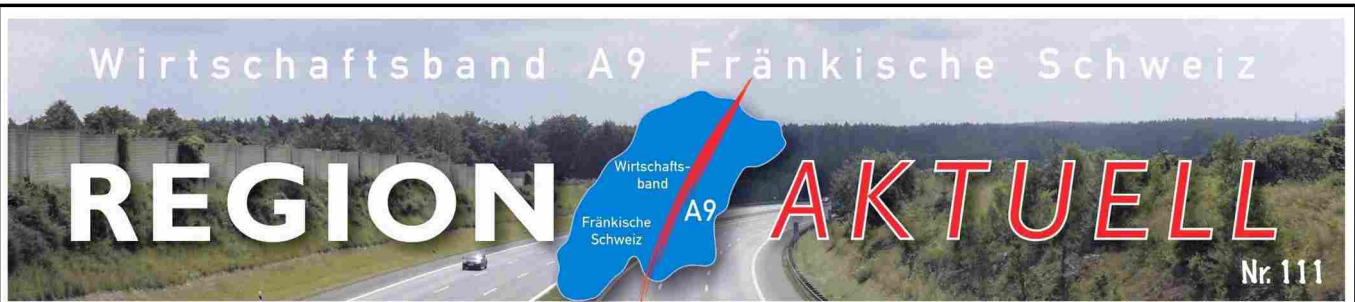 Wirtschaftsband A9 Fränkische Schweiz
REGION AKTUELL
Wirtschafts-
band
A9
Fränkische
Schweiz
Nr. 111